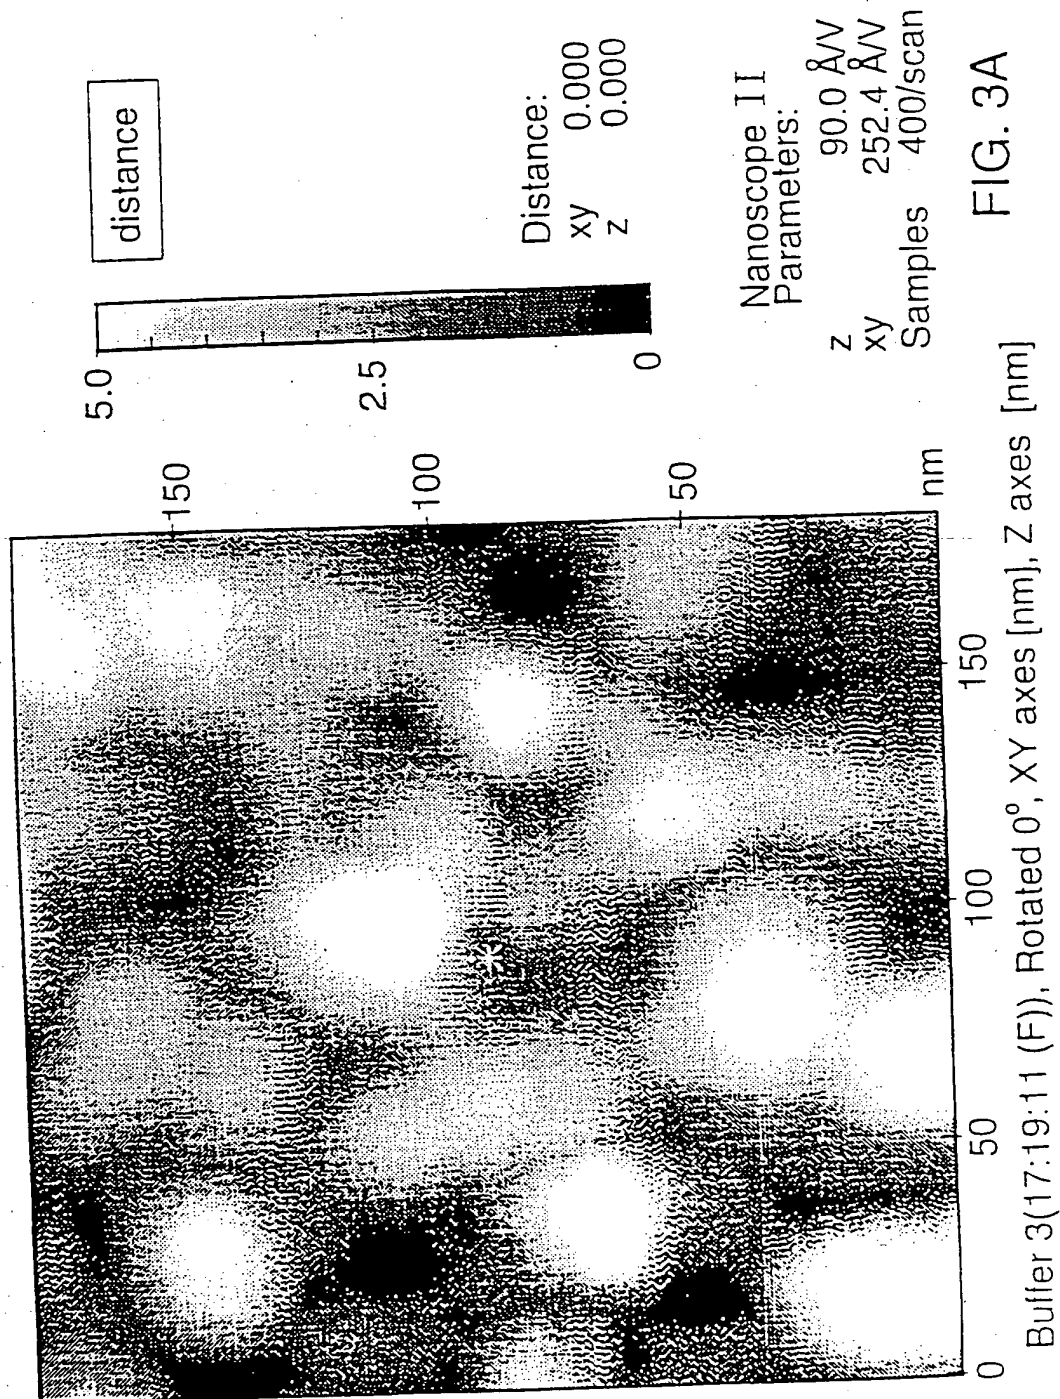 distance
5.0
2.5
0
Distance:
xy 0.000
z 0.000
Nanoscope II
Parameters:
z 90.0 Å/V
xy 252.4 Å/V
Samples 400/scan
150
100
50
nm
0 50 100 150
Buffer 3(17:19:11 (F)), Rotated 0°, XY axes [nm], Z axes [nm]
FIG. 3A